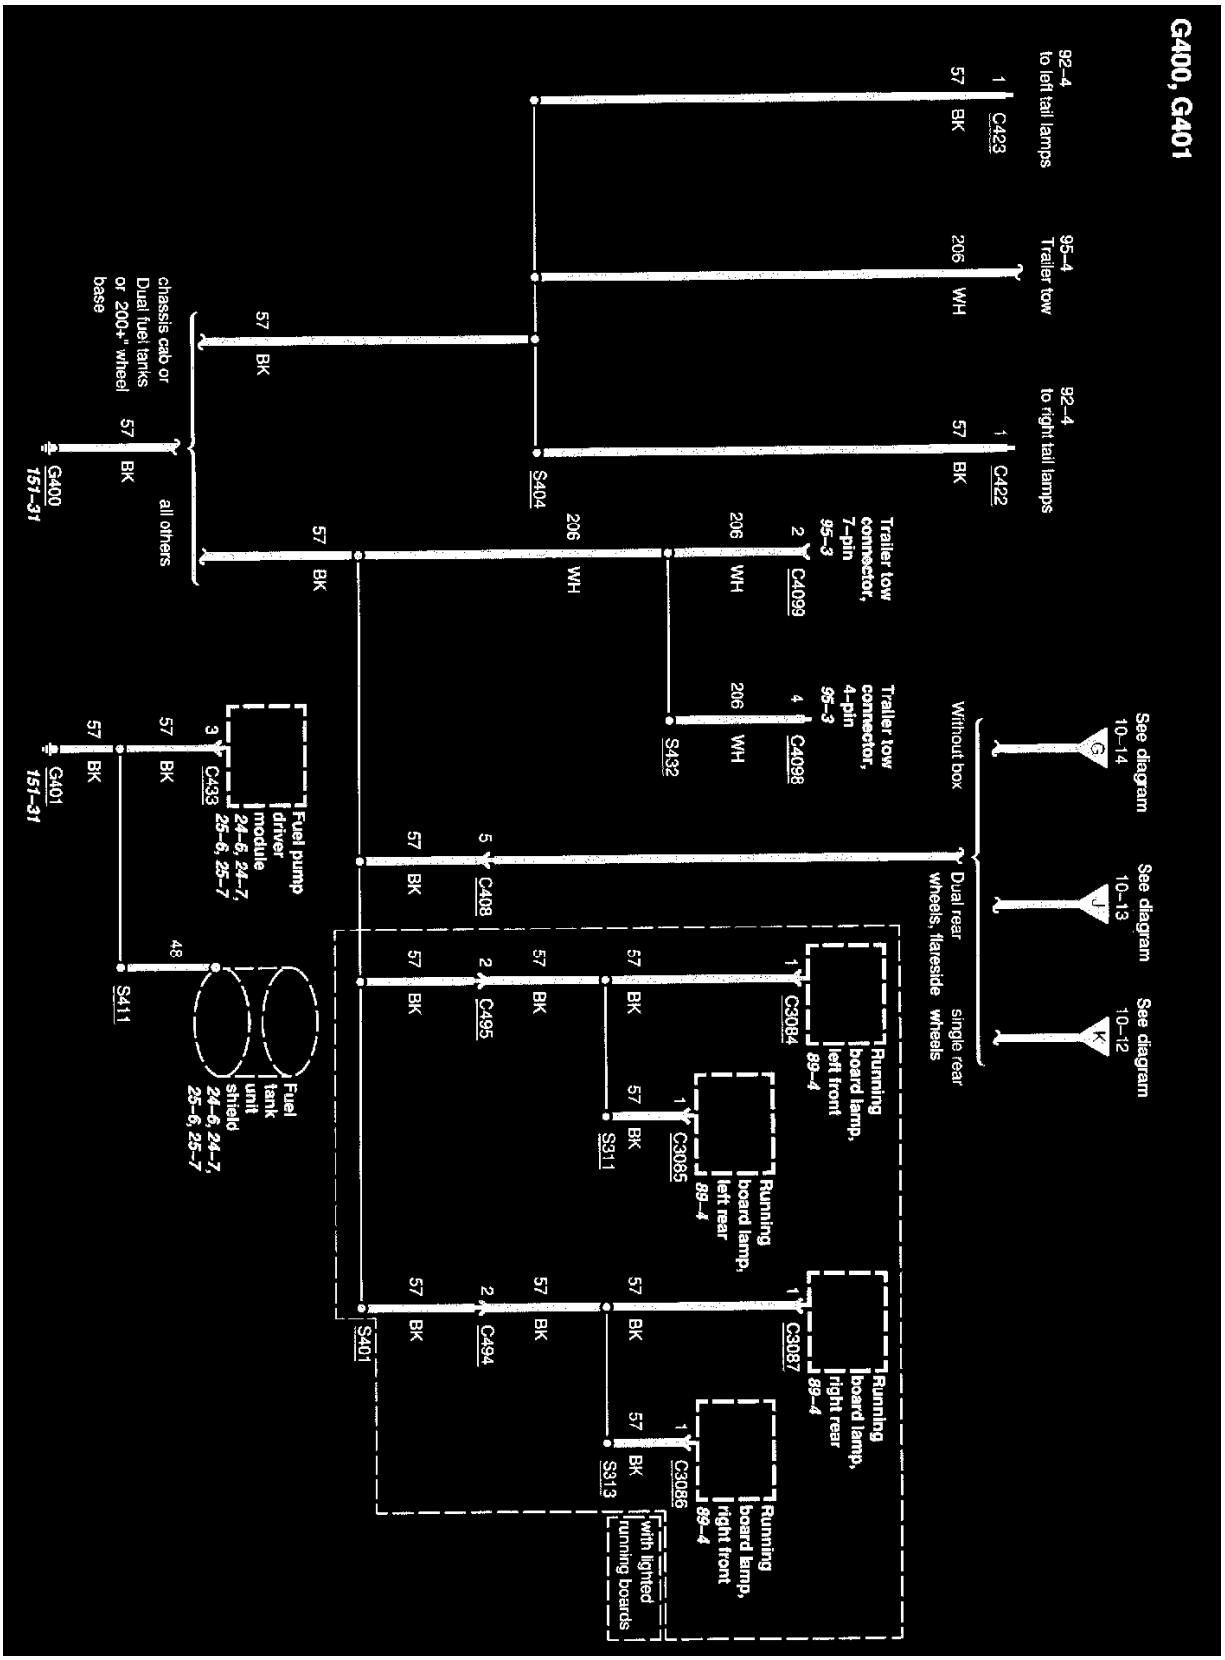 G400, G401
92–4
to left tail lamps
95–4
Trailer tow
92–4
to right tail lamps
1
C423
57
BK
206
WH
1
C422
57
BK
S404
57
BK
chassis cab or
Dual fuel tanks
or 200+" wheel
base
all others
57
BK
G400
151–31
Trailer tow
connector,
7–pin
95–3
2
C4099
206
WH
206
WH
57
BK
Trailer tow
connector,
4–pin
95–3
4
C4098
206
WH
S432
See diagram
10–14
G
See diagram
10–13
J
See diagram
10–12
K
Without box
Dual rear
wheels, flareside
single rear
wheels
5
C408
57
BK
3
C433
57
BK
57
BK
G401
151–31
Fuel pump
driver
module
24–6, 24–7,
25–6, 25–7
48
S411
Fuel
tank
unit
shield
24–6, 24–7,
25–6, 25–7
Running
board lamp,
left front
89–4
1
C3084
57
BK
57
BK
2
C495
57
BK
Running
board lamp,
left rear
89–4
1
C3085
57
BK
S311
Running
board lamp,
right rear
89–4
1
C3087
57
BK
57
BK
2
C494
57
BK
S401
Running
board lamp,
right front
89–4
1
C3086
57
BK
S313
with lighted
running boards